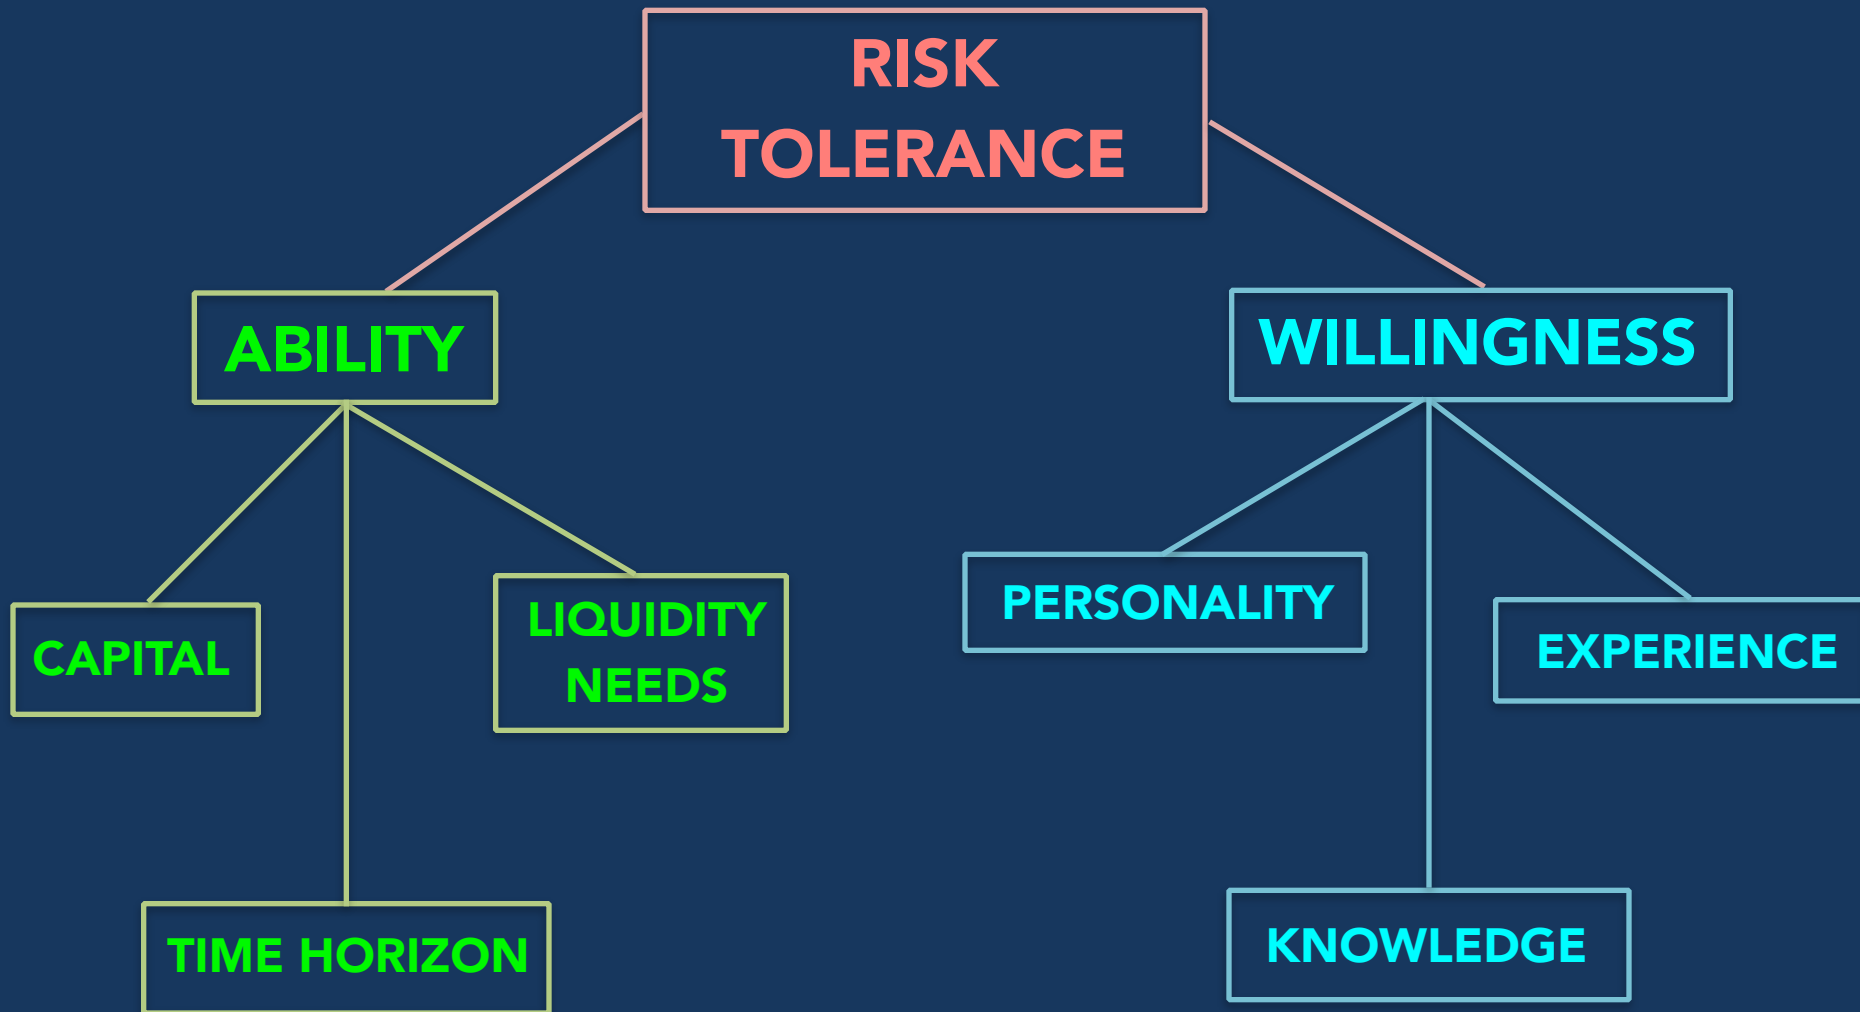 RISK
TOLERANCE
ABILITY
WILLINGNESS
CAPITAL
LIQUIDITY
NEEDS
PERSONALITY
EXPERIENCE
TIME HORIZON
KNOWLEDGE